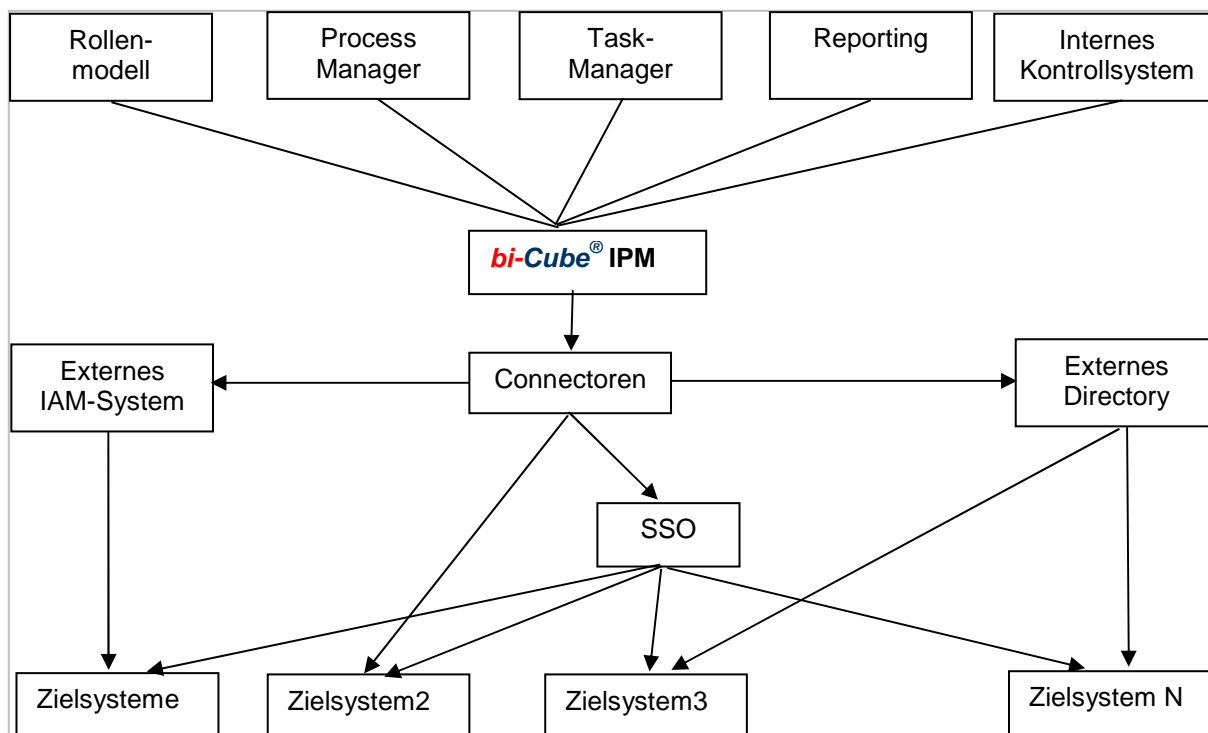 Rollen-
modell
Process
Manager
Task-
Manager
Reporting
Internes
Kontrollsystem
bi-Cube® IPM
Externes
IAM-System
Connectoren
Externes
Directory
SSO
Zielsysteme
Zielsystem2
Zielsystem3
Zielsystem N